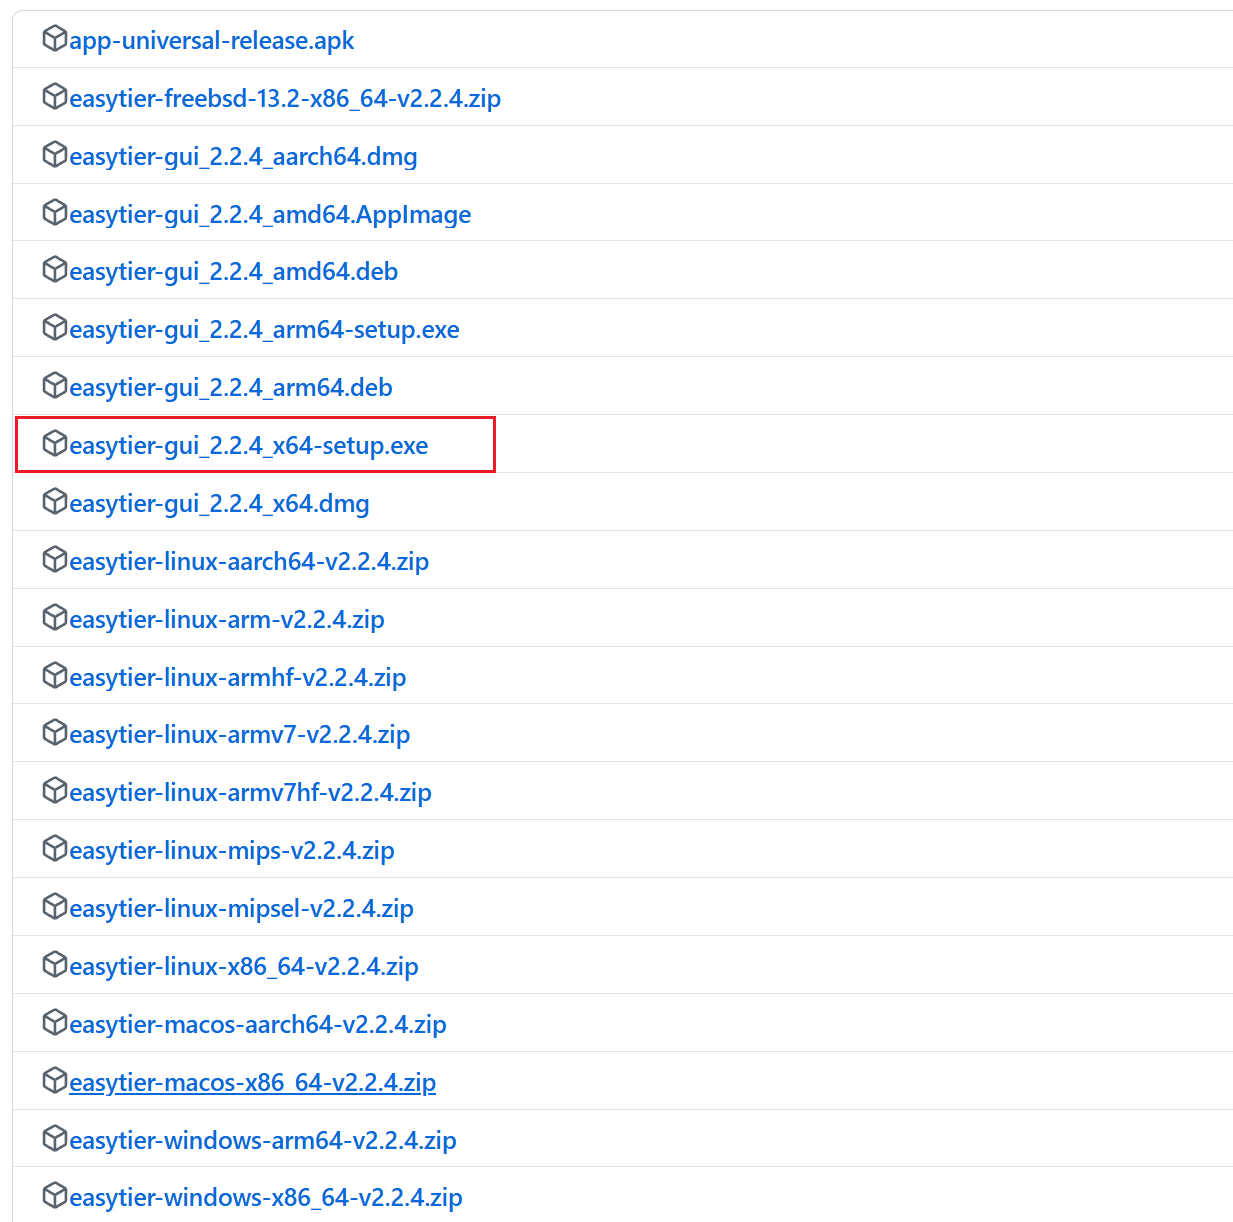 app-universal-release.apk
easytier-freebsd-13.2-x86_64-v2.2.4.zip
easytier-gui_2.2.4_aarch64.dmg
easytier-gui_2.2.4_amd64.AppImage
easytier-gui_2.2.4_amd64.deb
easytier-gui_2.2.4_arm64-setup.exe
easytier-gui_2.2.4_arm64.deb
easytier-gui_2.2.4_x64-setup.exe
easytier-gui_2.2.4_x64.dmg
easytier-linux-aarch64-v2.2.4.zip
easytier-linux-arm-v2.2.4.zip
easytier-linux-armhf-v2.2.4.zip
easytier-linux-armv7-v2.2.4.zip
easytier-linux-armv7hf-v2.2.4.zip
easytier-linux-mips-v2.2.4.zip
easytier-linux-mipsel-v2.2.4.zip
easytier-linux-x86_64-v2.2.4.zip
easytier-macos-aarch64-v2.2.4.zip
easytier-macos-x86_64-v2.2.4.zip
easytier-windows-arm64-v2.2.4.zip
easytier-windows-x86_64-v2.2.4.zip